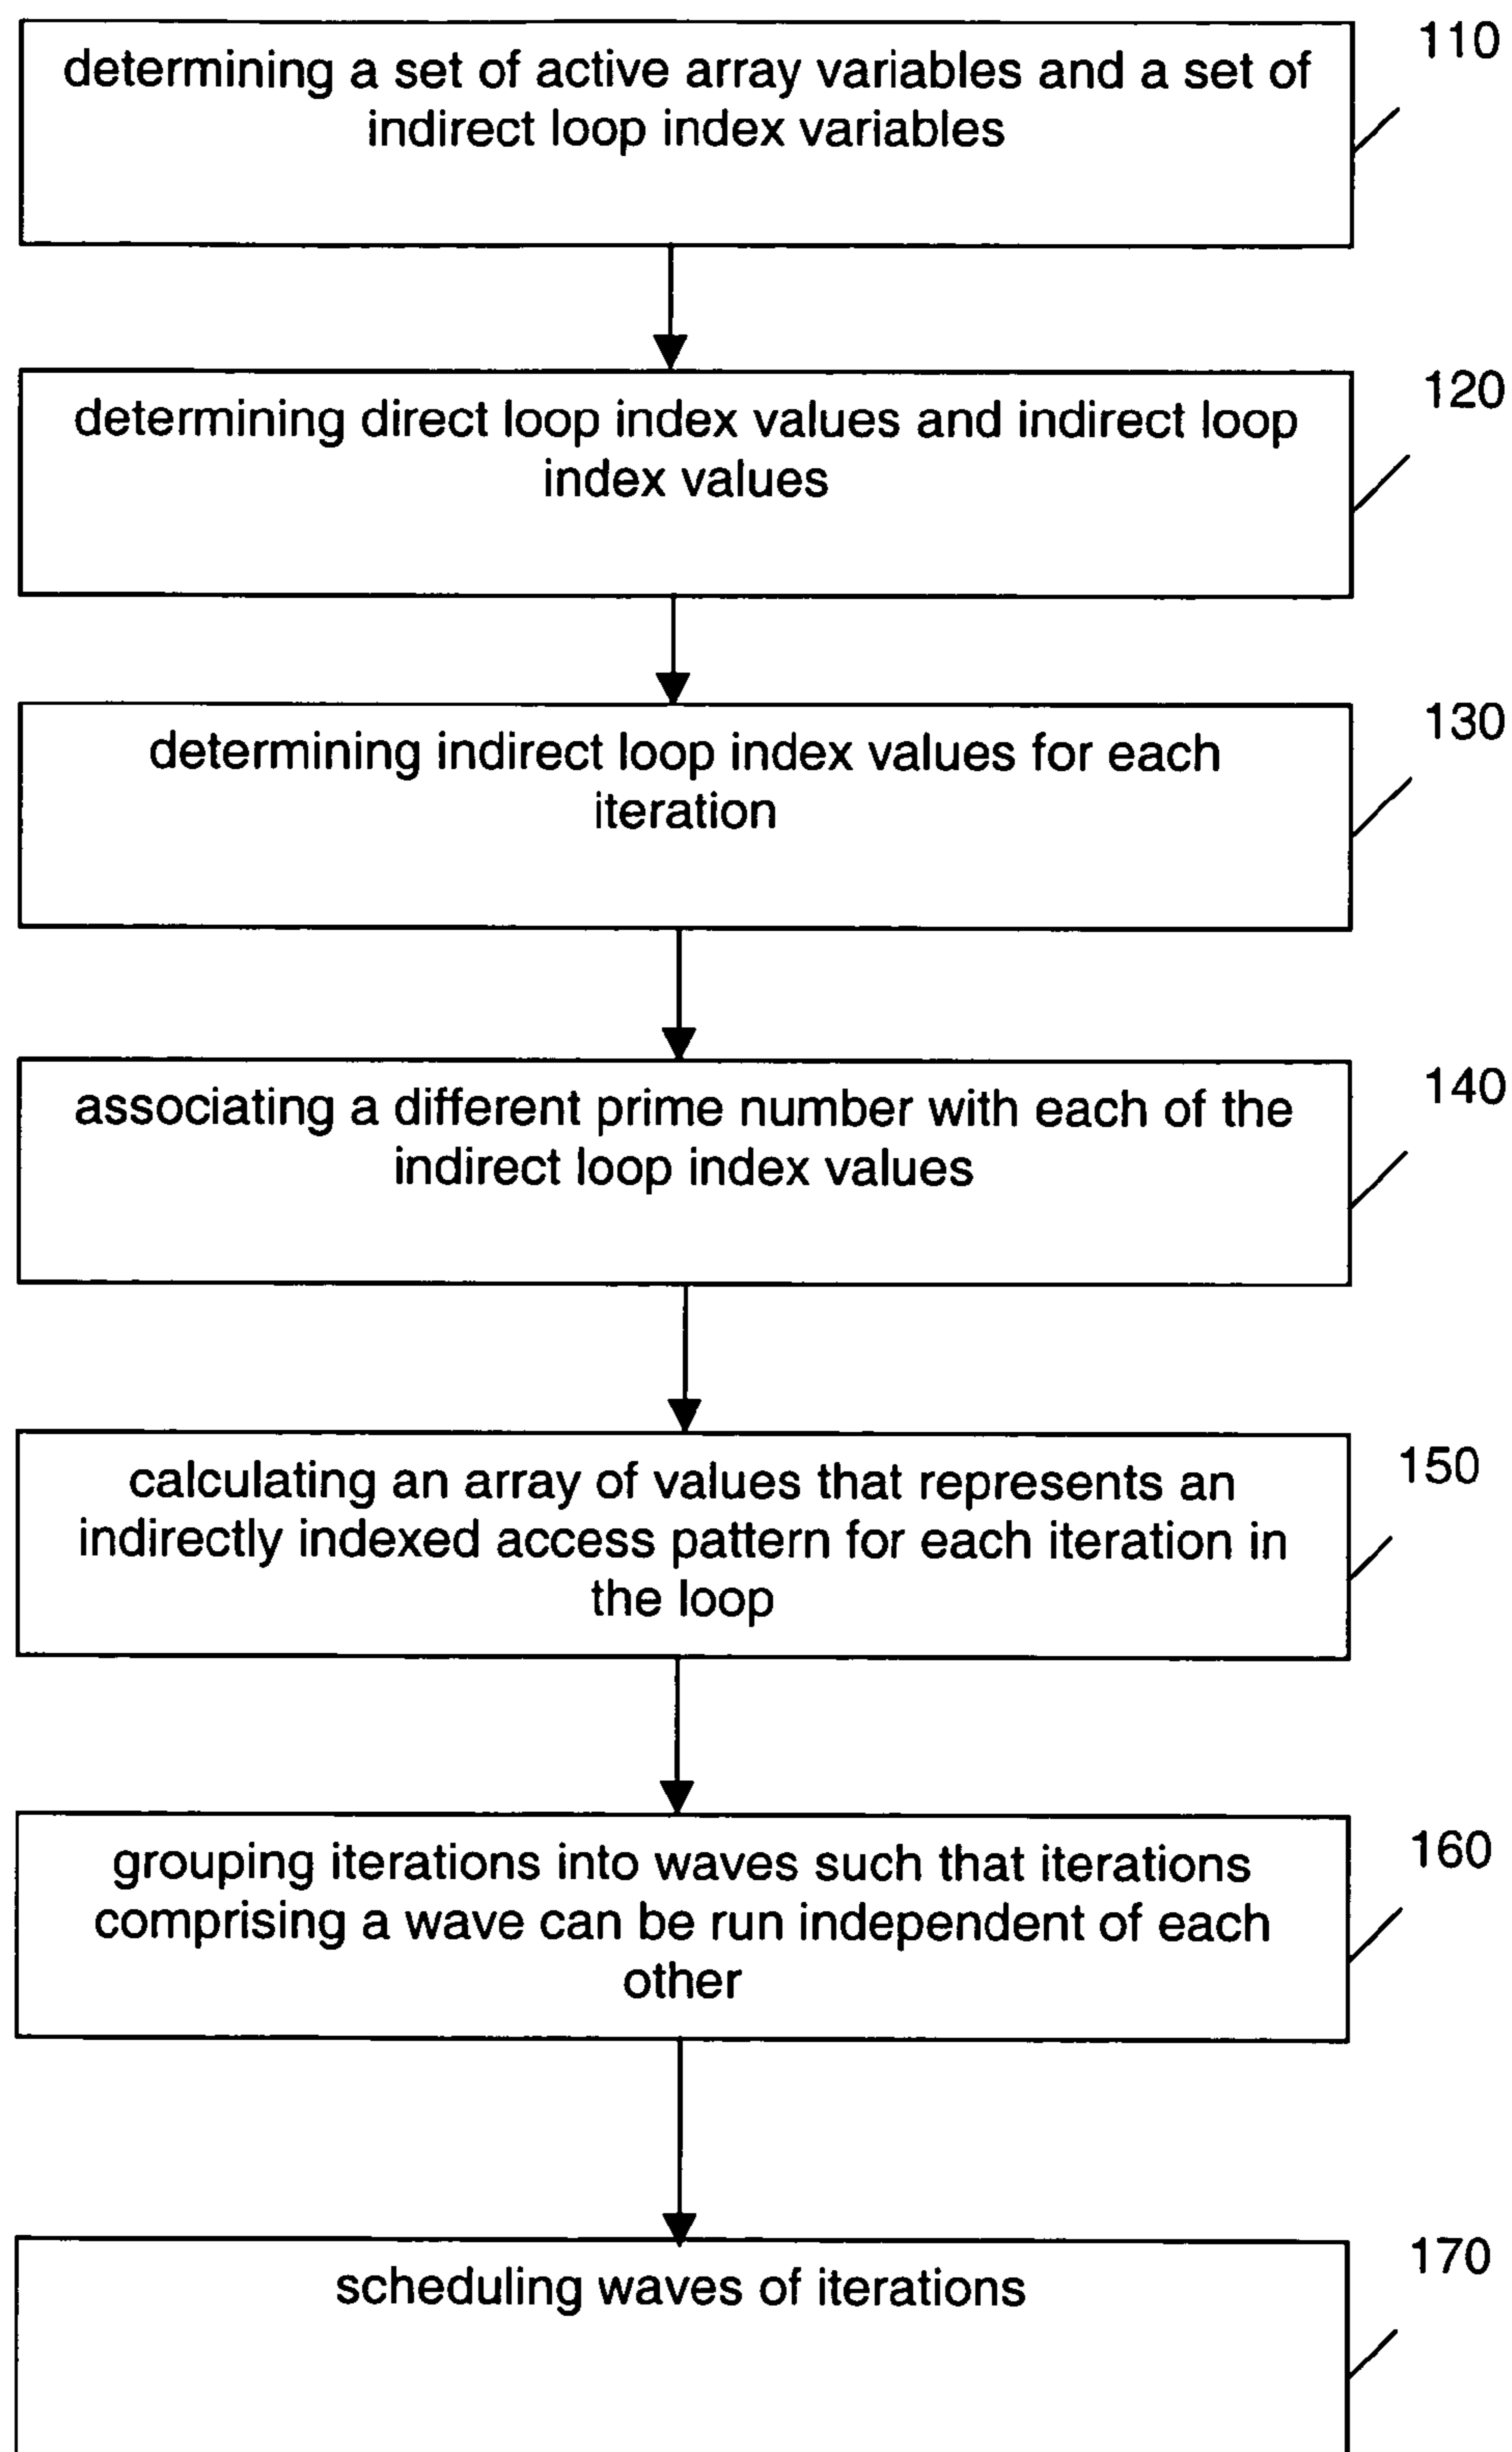 110
determining a set of active array variables and a set of
indirect loop index variables
120
determining direct loop index values and indirect loop
index values
130
determining indirect loop index values for each
iteration
140
associating a different prime number with each of the
indirect loop index values
150
calculating an array of values that represents an
indirectly indexed access pattern for each iteration in
the loop
160
grouping iterations into waves such that iterations
comprising a wave can be run independent of each
other
170
scheduling waves of iterations